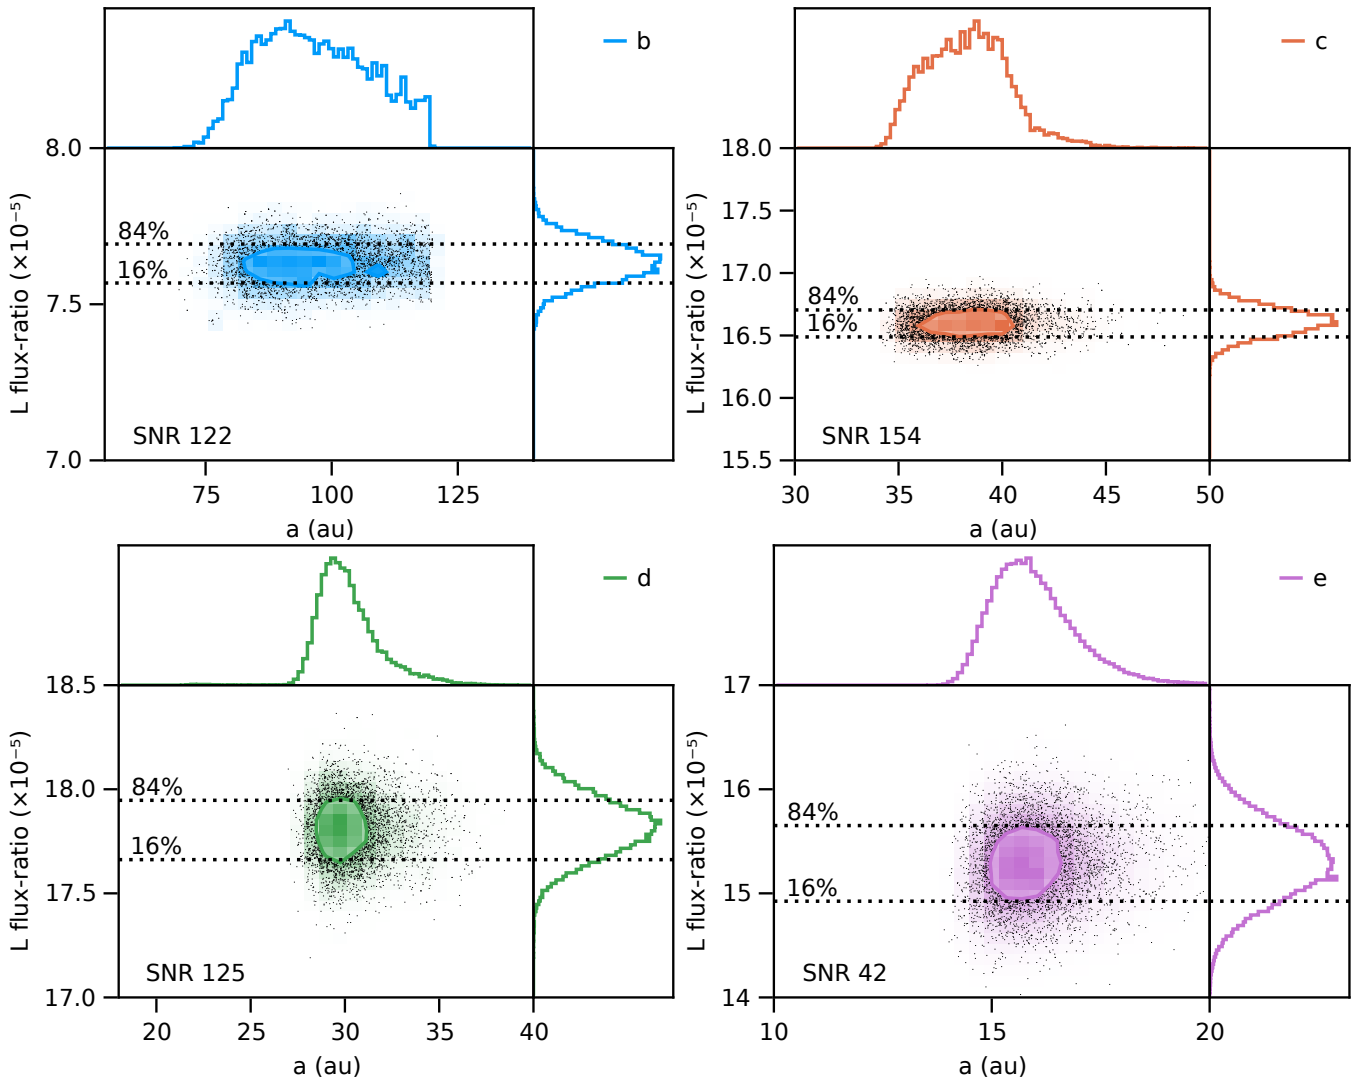 b
8.0
7.5
7.0
L flux-ratio (×10⁻⁵)
84%
16%
SNR 122
75
100
125
a (au)
c
18.0
17.5
17.0
16.5
16.0
15.5
L flux-ratio (×10⁻⁵)
84%
16%
SNR 154
30
35
40
45
50
a (au)
d
18.5
18.0
17.5
17.0
L flux-ratio (×10⁻⁵)
84%
16%
SNR 125
20
25
30
35
40
a (au)
e
17
16
15
14
L flux-ratio (×10⁻⁵)
84%
16%
SNR 42
10
15
20
a (au)